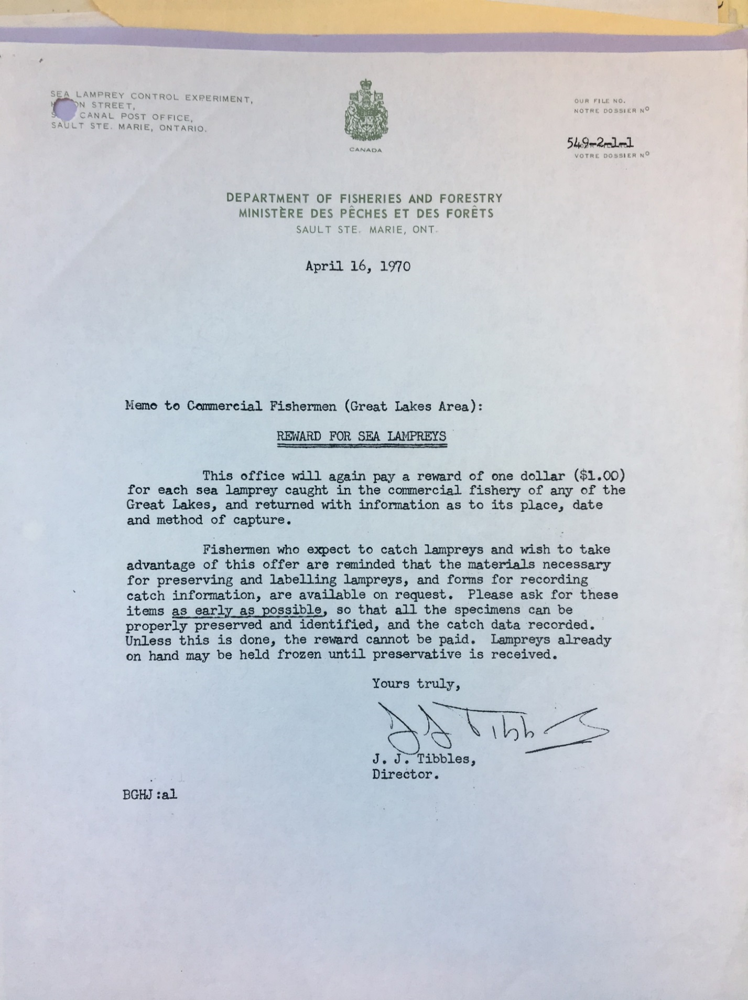 SEA LAMPREY CONTROL EXPERIMENT,
STREET,
CANAL POST OFFICE,
SAULT STE. MARIE, ONTARIO.
CANADA
OUR FILE NO.
NOTRE DOSSIER Nº
549-2-1-1
VOTRE DOSSIER Nº
DEPARTMENT OF FISHERIES AND FORESTRY
MINISTÈRE DES PÊCHES ET DES FORÊTS
SAULT STE. MARIE, ONT.
April 16, 1970
Memo to Commercial Fishermen (Great Lakes Area):
REWARD FOR SEA LAMPREYS
This office will again pay a reward of one dollar ($1.00)
for each sea lamprey caught in the commercial fishery of any of the
Great Lakes, and returned with information as to its place, date
and method of capture.
Fishermen who expect to catch lampreys and wish to take
advantage of this offer are reminded that the materials necessary
for preserving and labelling lampreys, and forms for recording
catch information, are available on request. Please ask for these
items as early as possible, so that all the specimens can be
properly preserved and identified, and the catch data recorded.
Unless this is done, the reward cannot be paid. Lampreys already
on hand may be held frozen until preservative is received.
Yours truly,
J J Tibbles
J. J. Tibbles,
Director.
BGHJ:al